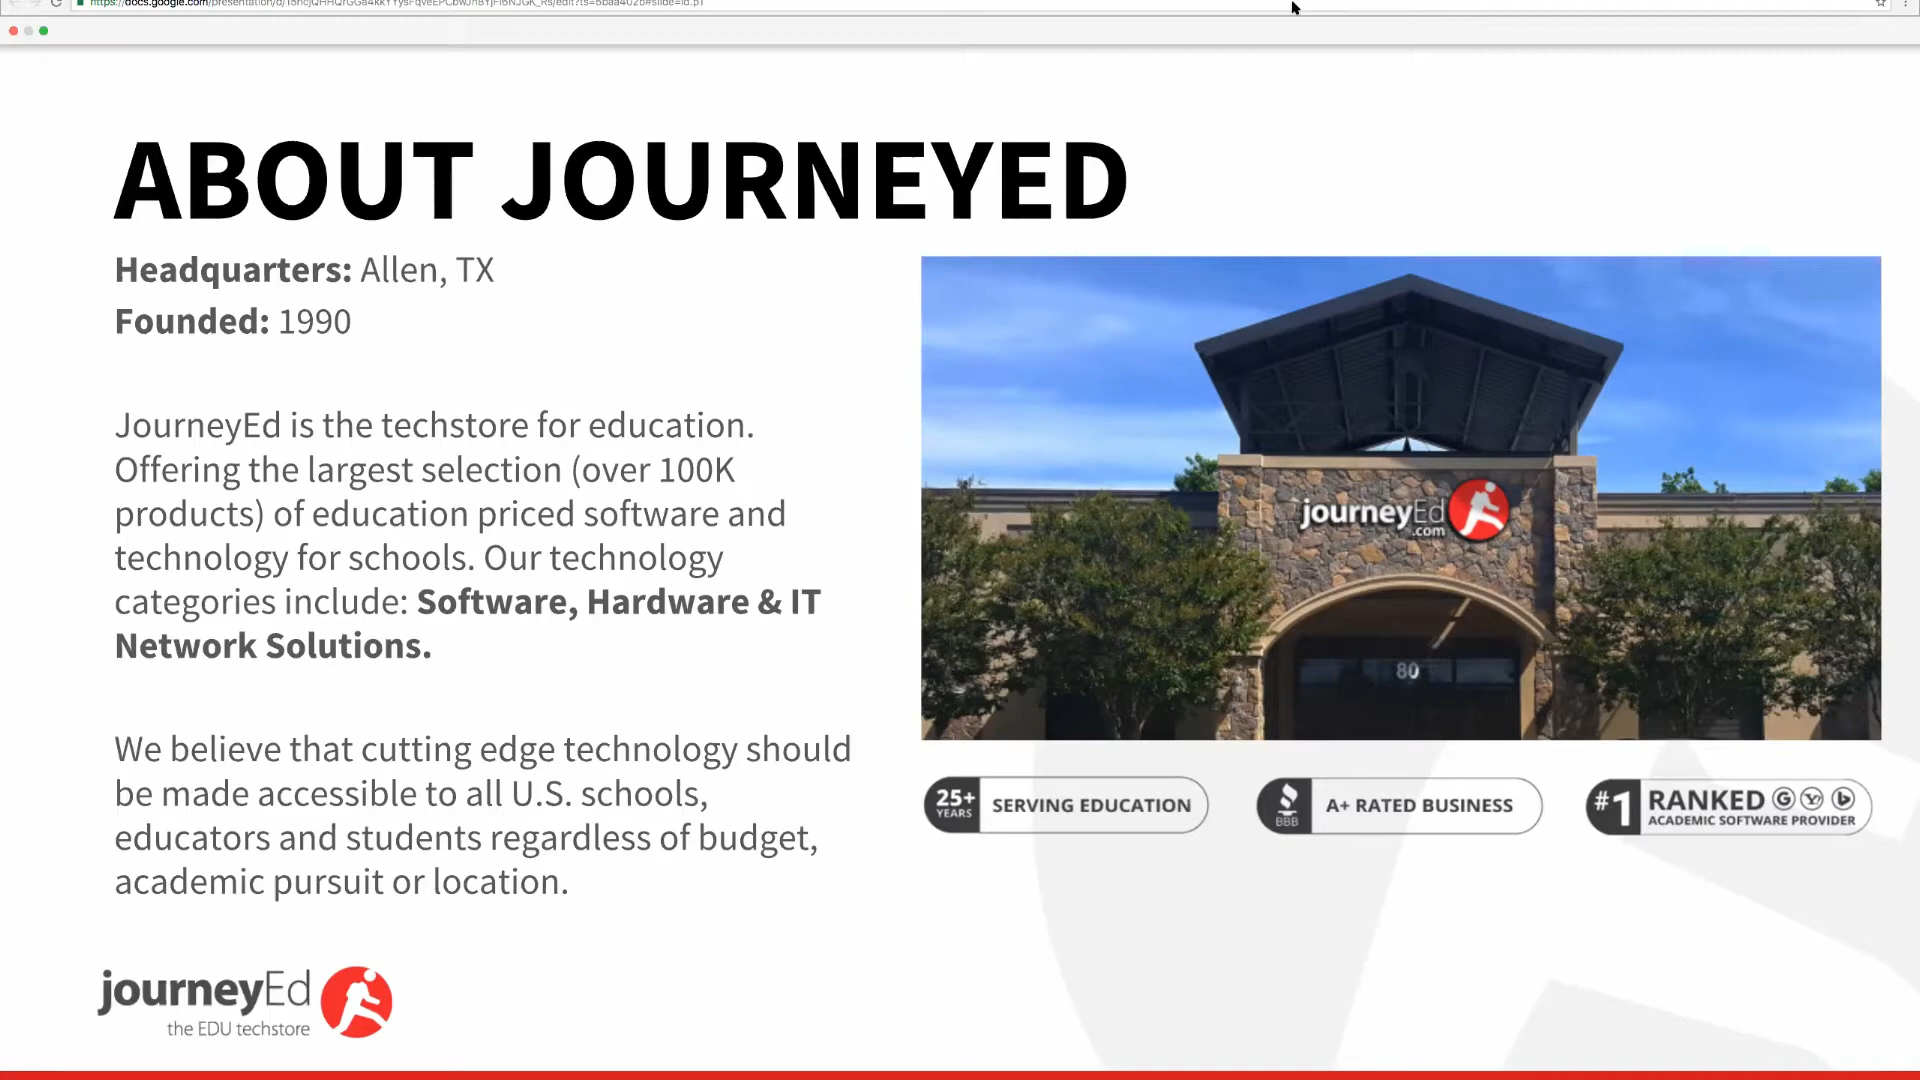 ABOUT JOURNEYED
Headquarters: Allen, TX
Founded: 1990
JourneyEd is the techstore for education.
Offering the largest selection (over 100K
products) of education priced software and
technology for schools. Our technology
categories include: Software, Hardware & IT
Network Solutions.
We believe that cutting edge technology should
be made accessible to all U.S. schools,
educators and students regardless of budget,
academic pursuit or location.
journeyEd
.com
80
25+
YEARS
SERVING EDUCATION
BBB
A+ RATED BUSINESS
#1
RANKED G Y! b
ACADEMIC SOFTWARE PROVIDER
journeyEd
the EDU techstore